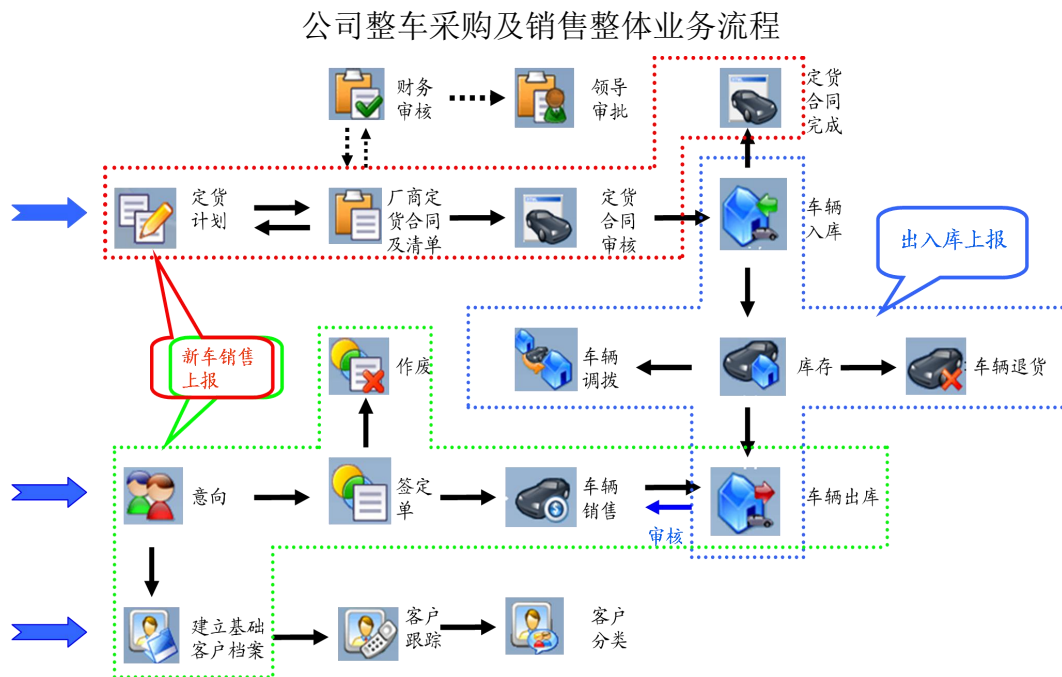 公司整车采购及销售整体业务流程
财务
审核
领导
审批
定货
合同
完成
定货
计划
厂商定
货合同
及清单
定货
合同
审核
车辆
入库
出入库上报
新车销售
上报
作废
车辆
调拨
库存
车辆退货
意向
签定
单
车辆
销售
审核
车辆出库
建立基础
客户档案
客户
跟踪
客户
分类